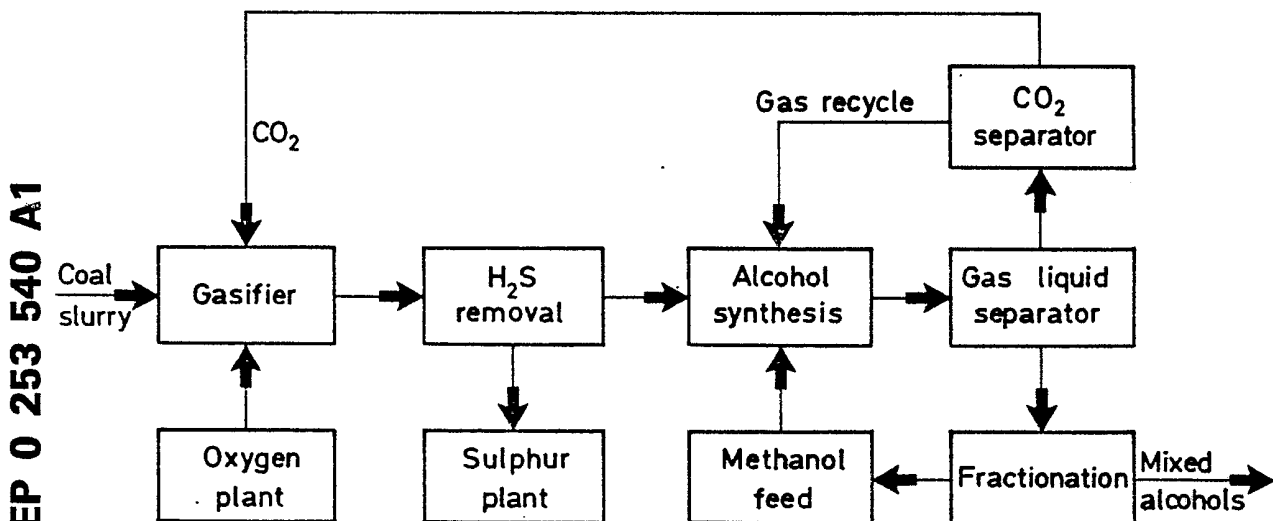 EP 0 253 540 A1
CO₂
separator
Gas recycle
CO₂
Coal
slurry
Gasifier
H₂S
removal
Alcohol
synthesis
Gas liquid
separator
Oxygen
plant
Sulphur
plant
Methanol
feed
Fractionation
Mixed
alcohols